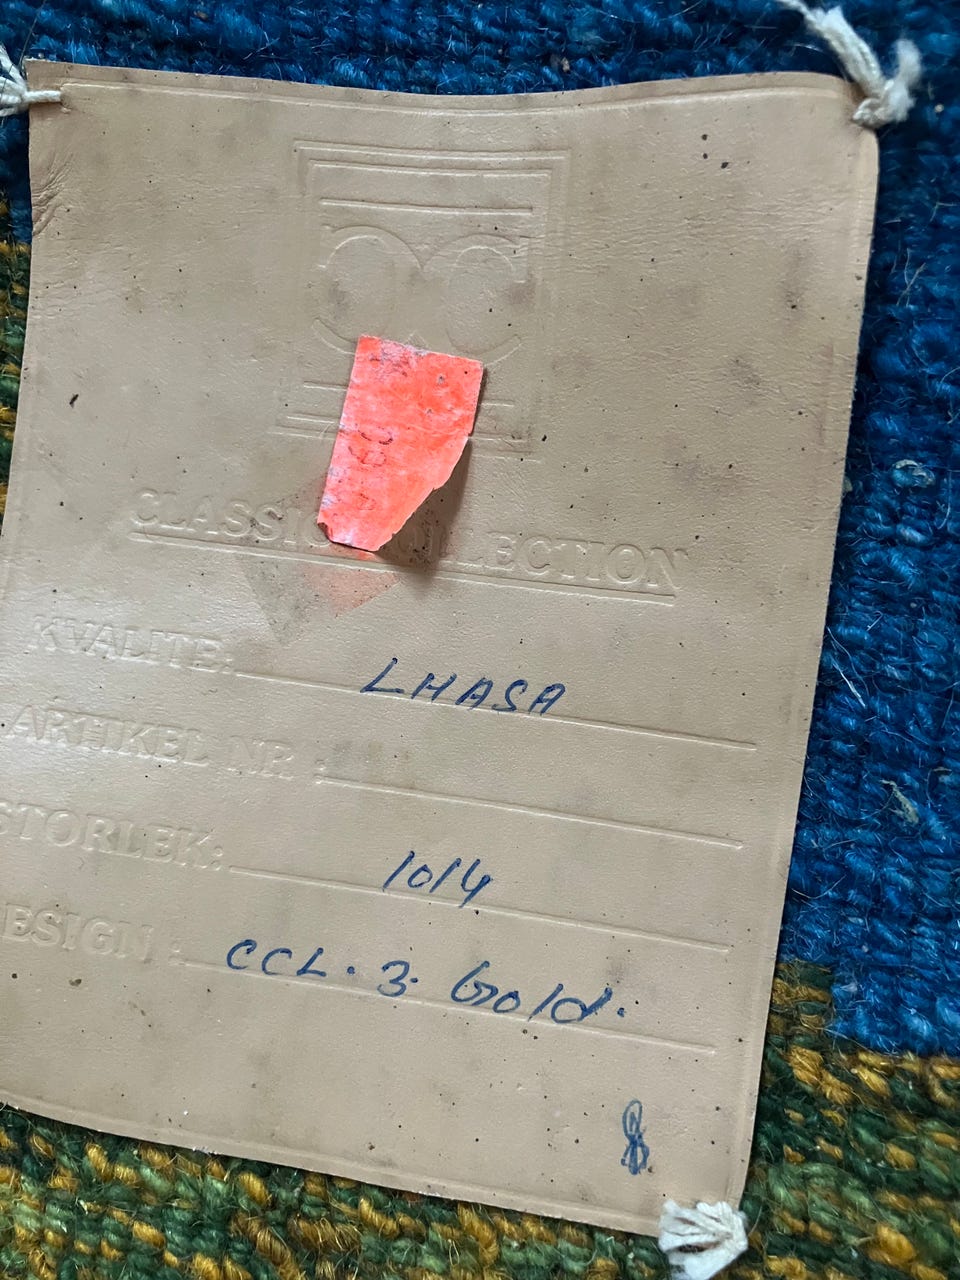 CLASSIC COLLECTION
KVALITE: LHASA
ARTIKEL NR :
STORLEK: 1014
DESIGN : CCL. 3. Gold.